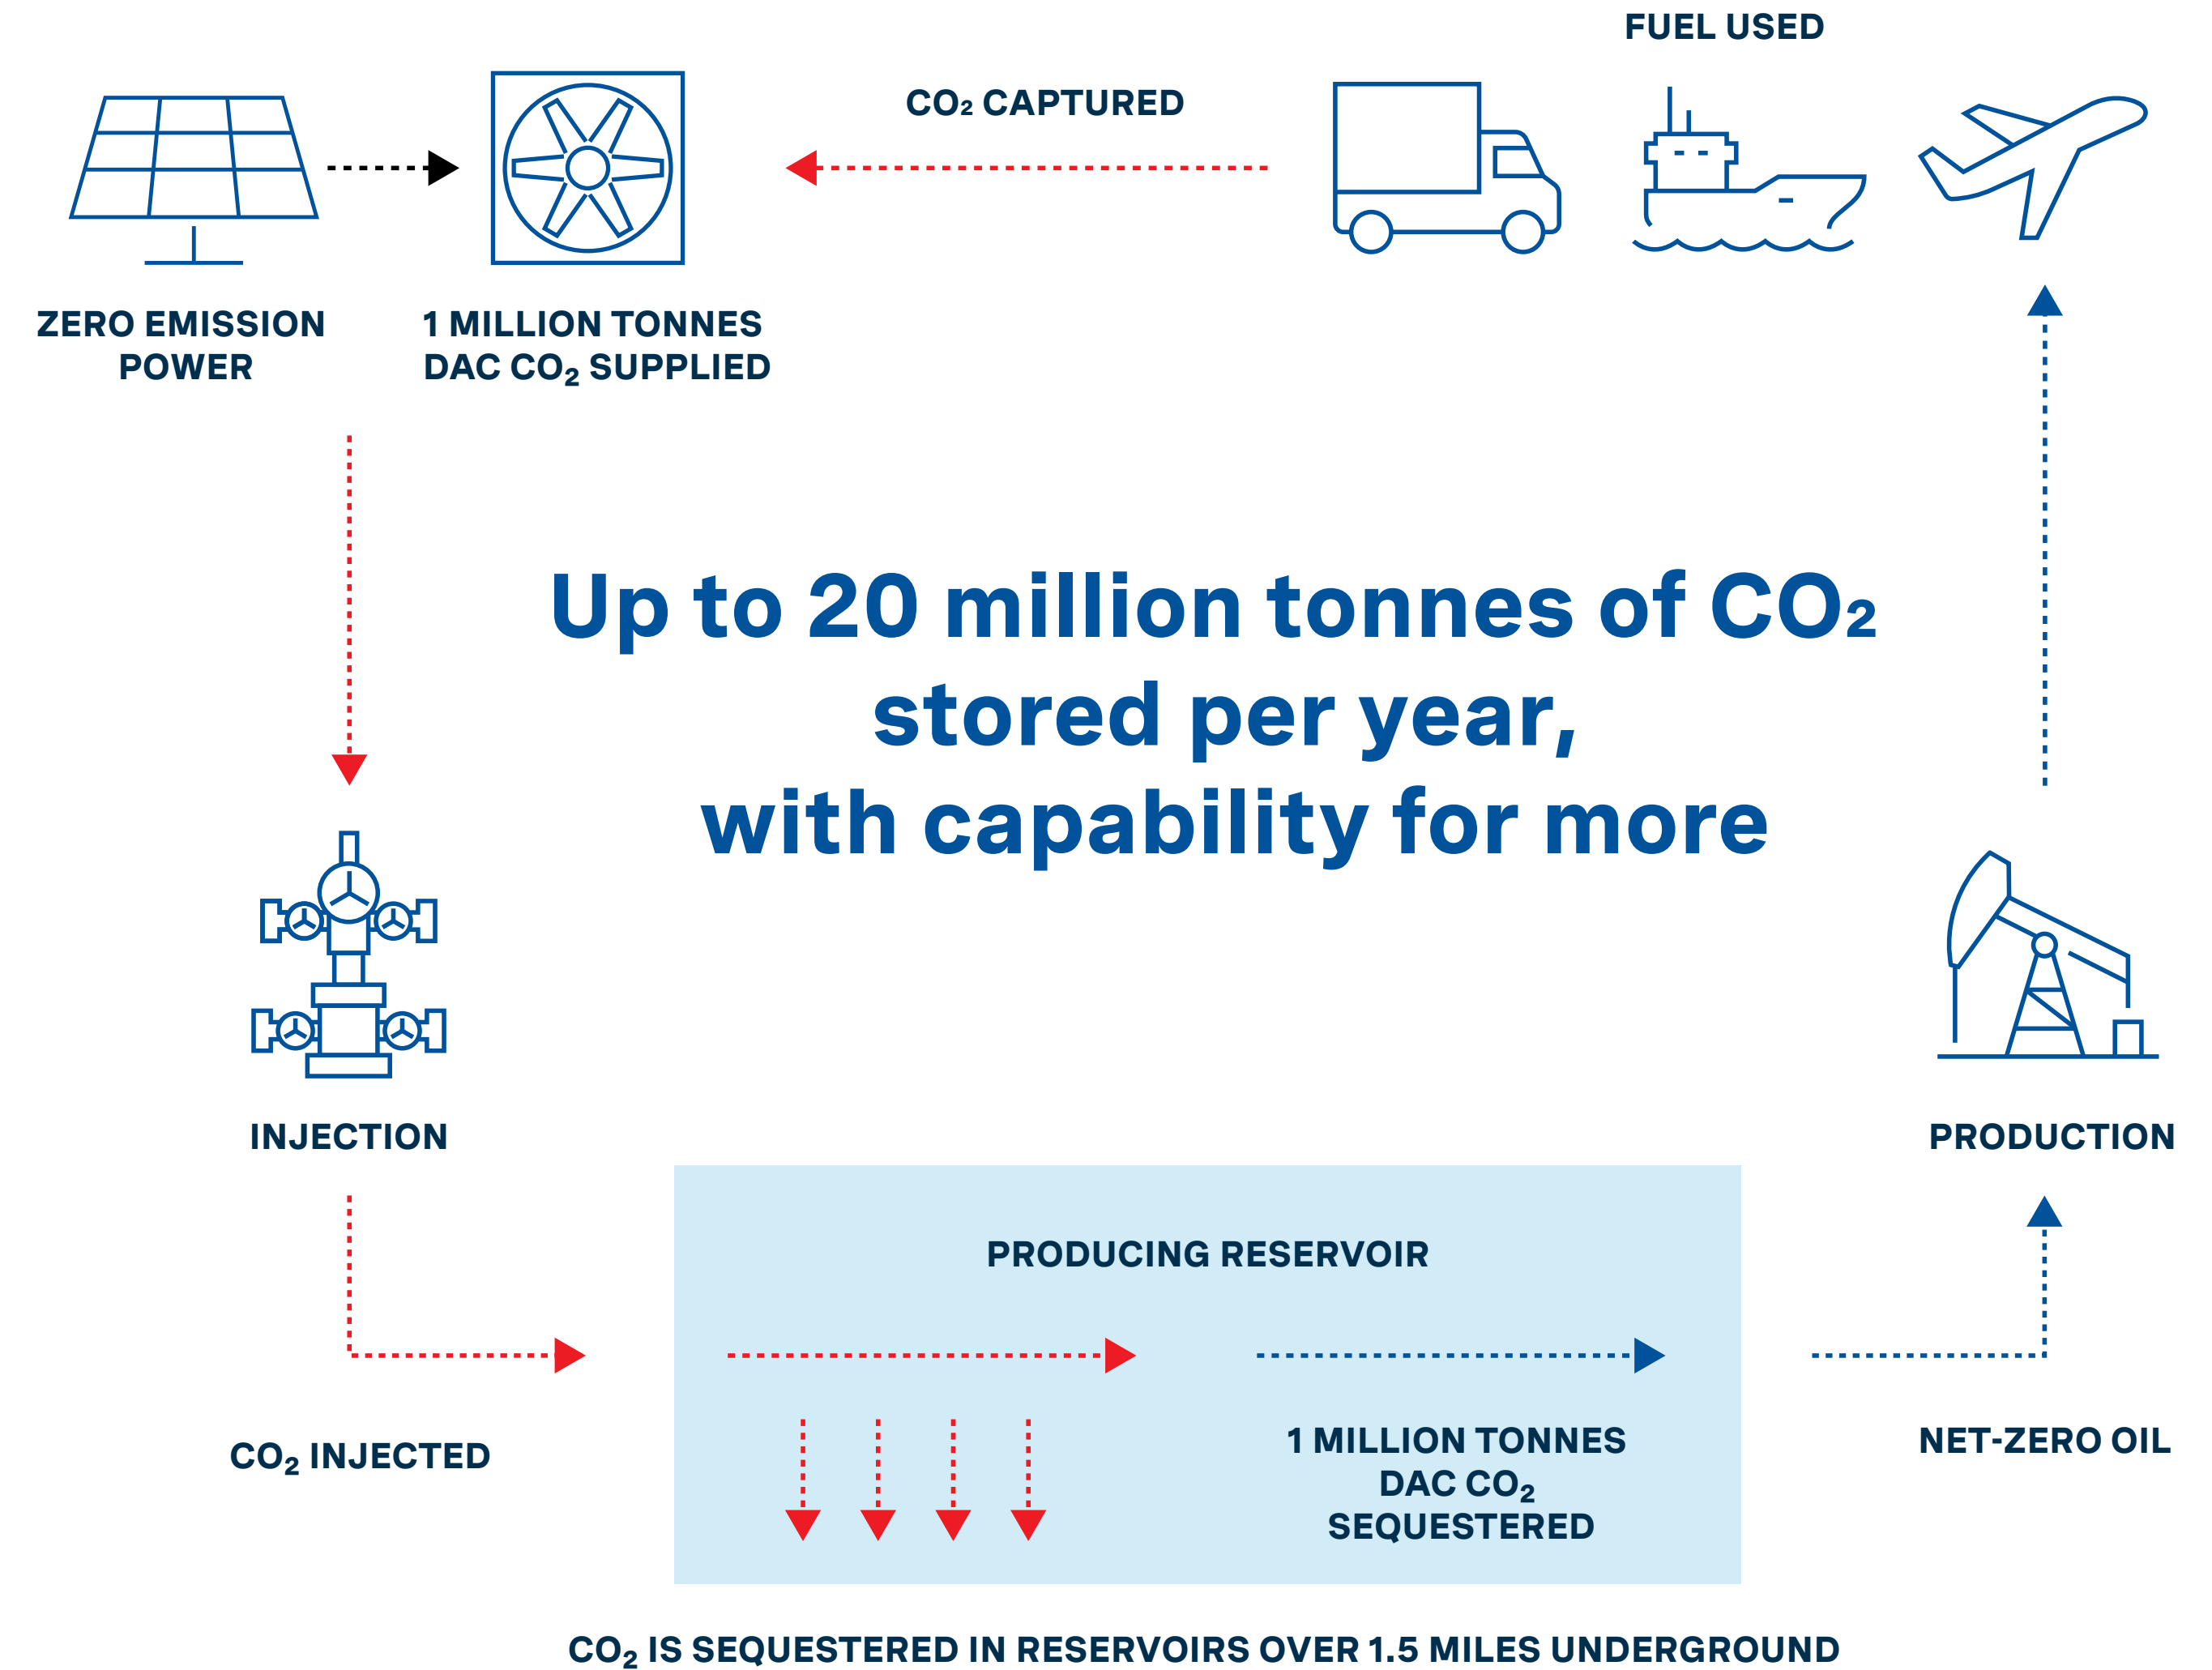 FUEL USED
CO₂ CAPTURED
ZERO EMISSION
POWER
1 MILLION TONNES
DAC CO₂ SUPPLIED
Up to 20 million tonnes of CO₂
stored per year,
with capability for more
INJECTION
PRODUCTION
PRODUCING RESERVOIR
CO₂ INJECTED
1 MILLION TONNES
DAC CO₂
SEQUESTERED
NET-ZERO OIL
CO₂ IS SEQUESTERED IN RESERVOIRS OVER 1.5 MILES UNDERGROUND